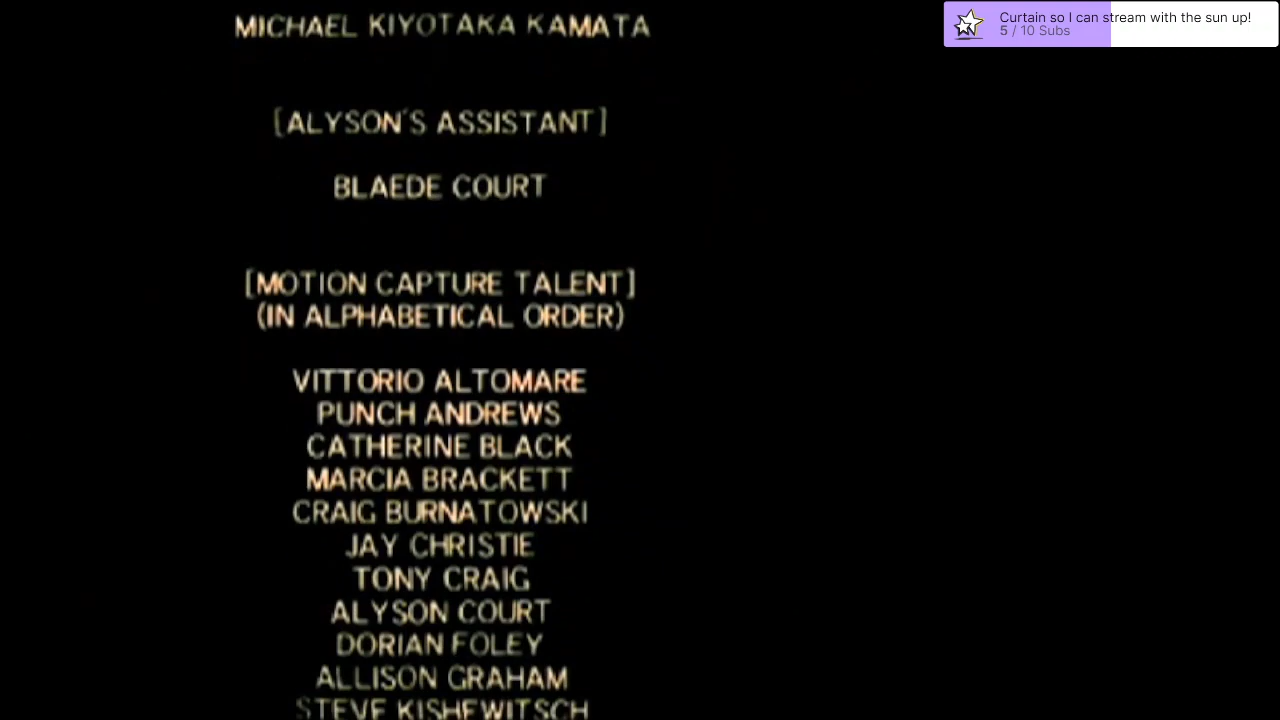 MICHAEL KIYOTAKA KAMATA
[ALYSON'S ASSISTANT]
BLAEDE COURT
[MOTION CAPTURE TALENT]
(IN ALPHABETICAL ORDER)
VITTORIO ALTOMARE
PUNCH ANDREWS
CATHERINE BLACK
MARCIA BRACKETT
CRAIG BURNATOWSKI
JAY CHRISTIE
TONY CRAIG
ALYSON COURT
DORIAN FOLEY
ALLISON GRAHAM
STEVE KISHEWITSCH
Curtain so I can stream with the sun up!
5 / 10 Subs